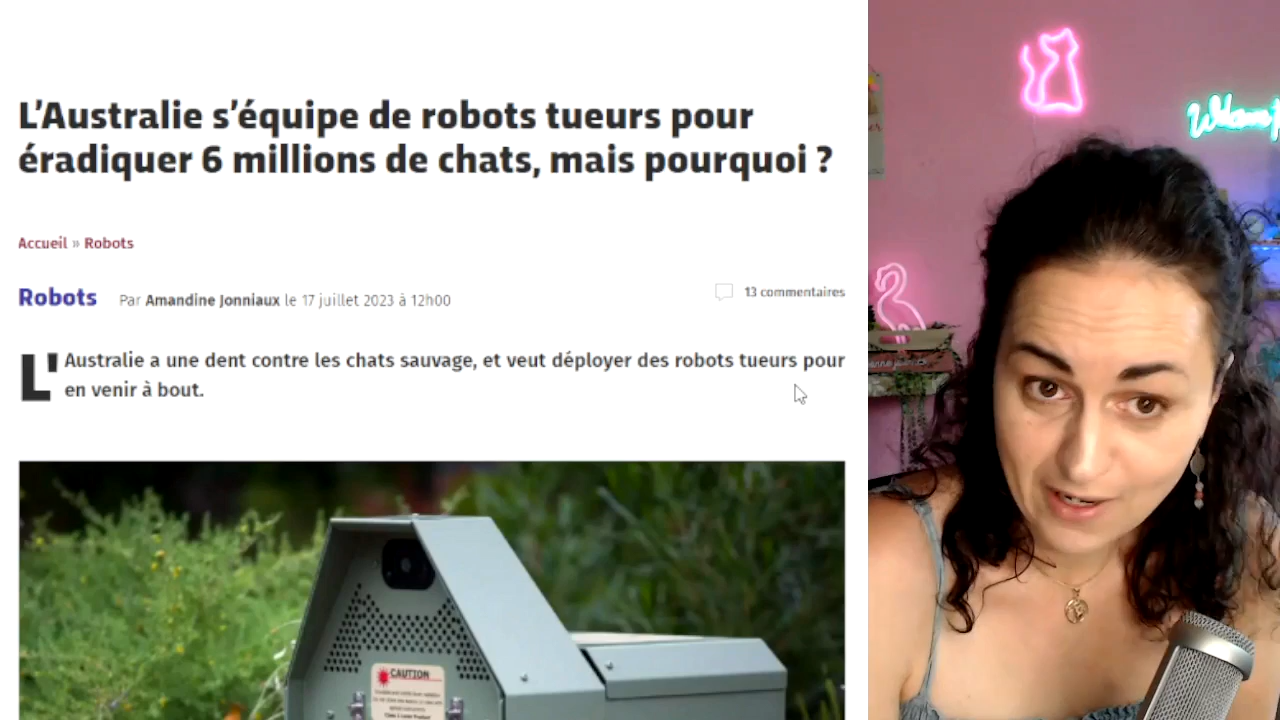 L'Australie s'équipe de robots tueurs pour
éradiquer 6 millions de chats, mais pourquoi ?
Accueil » Robots
Robots Par Amandine Jonniaux le 17 juillet 2023 à 12h00
13 commentaires
L'Australie a une dent contre les chats sauvage, et veut déployer des robots tueurs pour
en venir à bout.
CAUTION